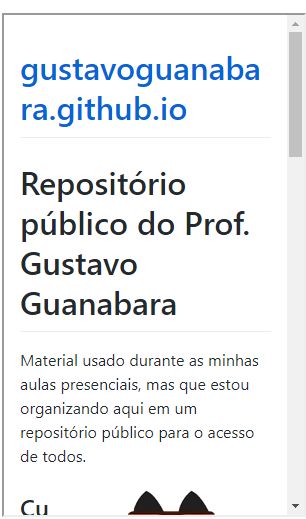 gustavoguanaba
ra.github.io
Repositório
público do Prof.
Gustavo
Guanabara
Material usado durante as minhas
aulas presenciais, mas que estou
organizando aqui em um
repositório público para o acesso
de todos.
Cu